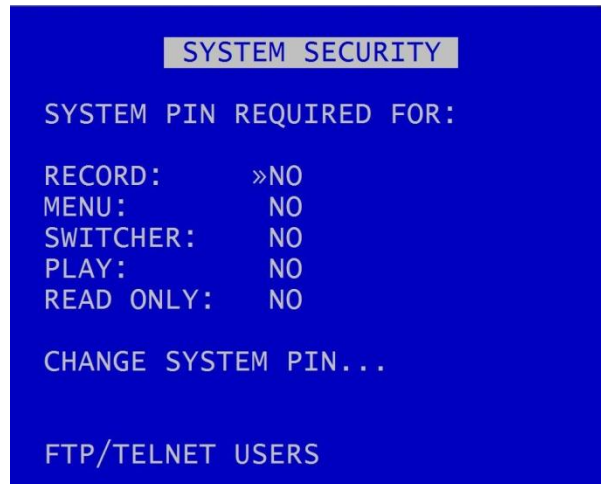 SYSTEM SECURITY
SYSTEM PIN REQUIRED FOR:
RECORD: »NO
MENU: NO
SWITCHER: NO
PLAY: NO
READ ONLY: NO
CHANGE SYSTEM PIN...
FTP/TELNET USERS